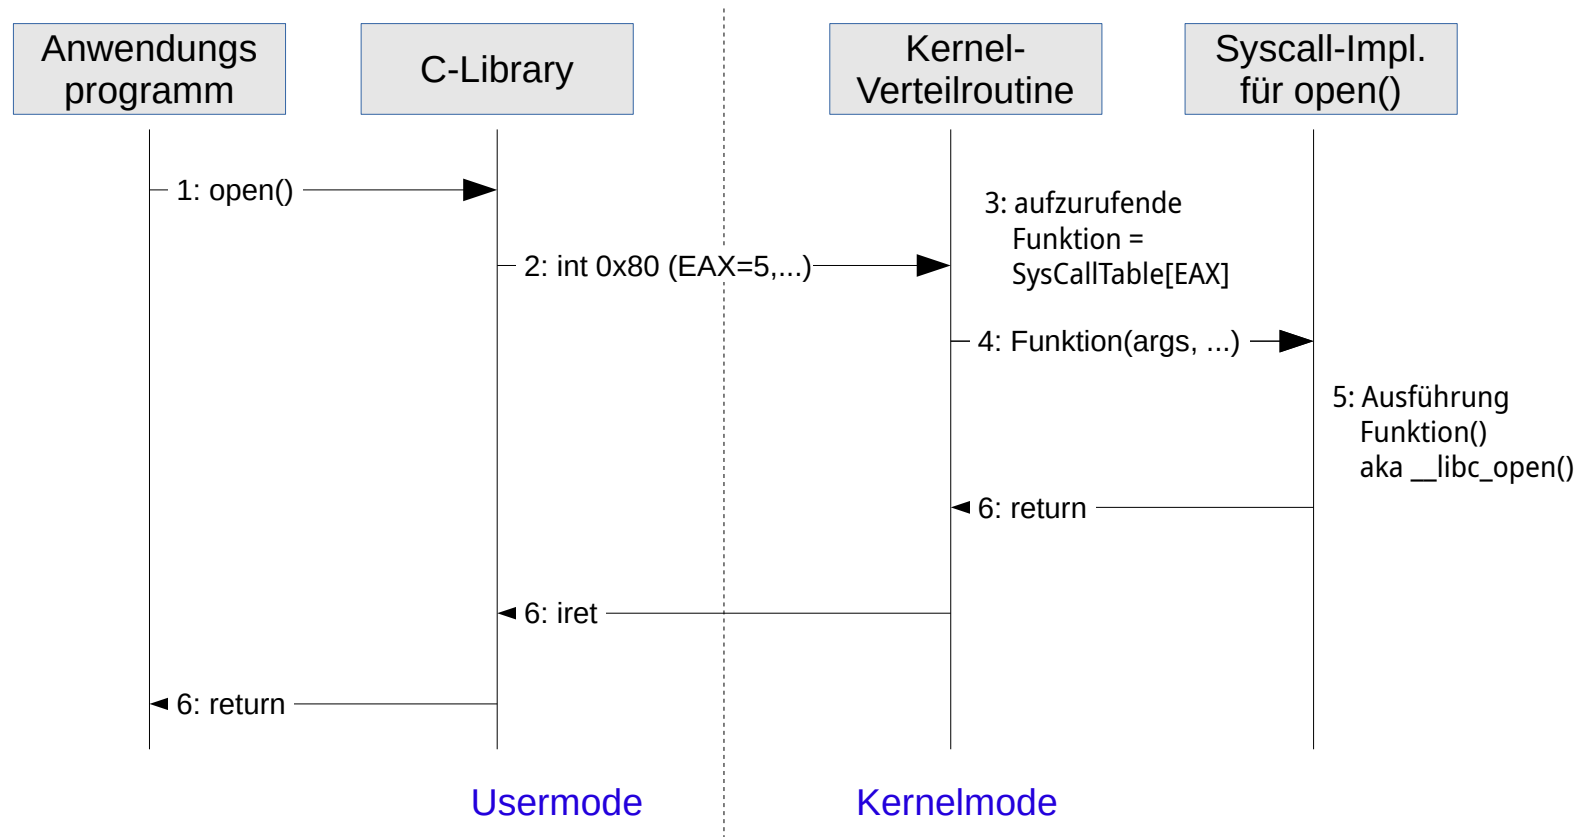 Anwendungs
programm
C-Library
Kernel-
Verteilroutine
Syscall-Impl.
für open()
1: open()
2: int 0x80 (EAX=5,...)
3: aufzurufende
Funktion =
SysCallTable[EAX]
4: Funktion(args, ...)
5: Ausführung
Funktion()
aka __libc_open()
6: return
6: iret
6: return
Usermode
Kernelmode